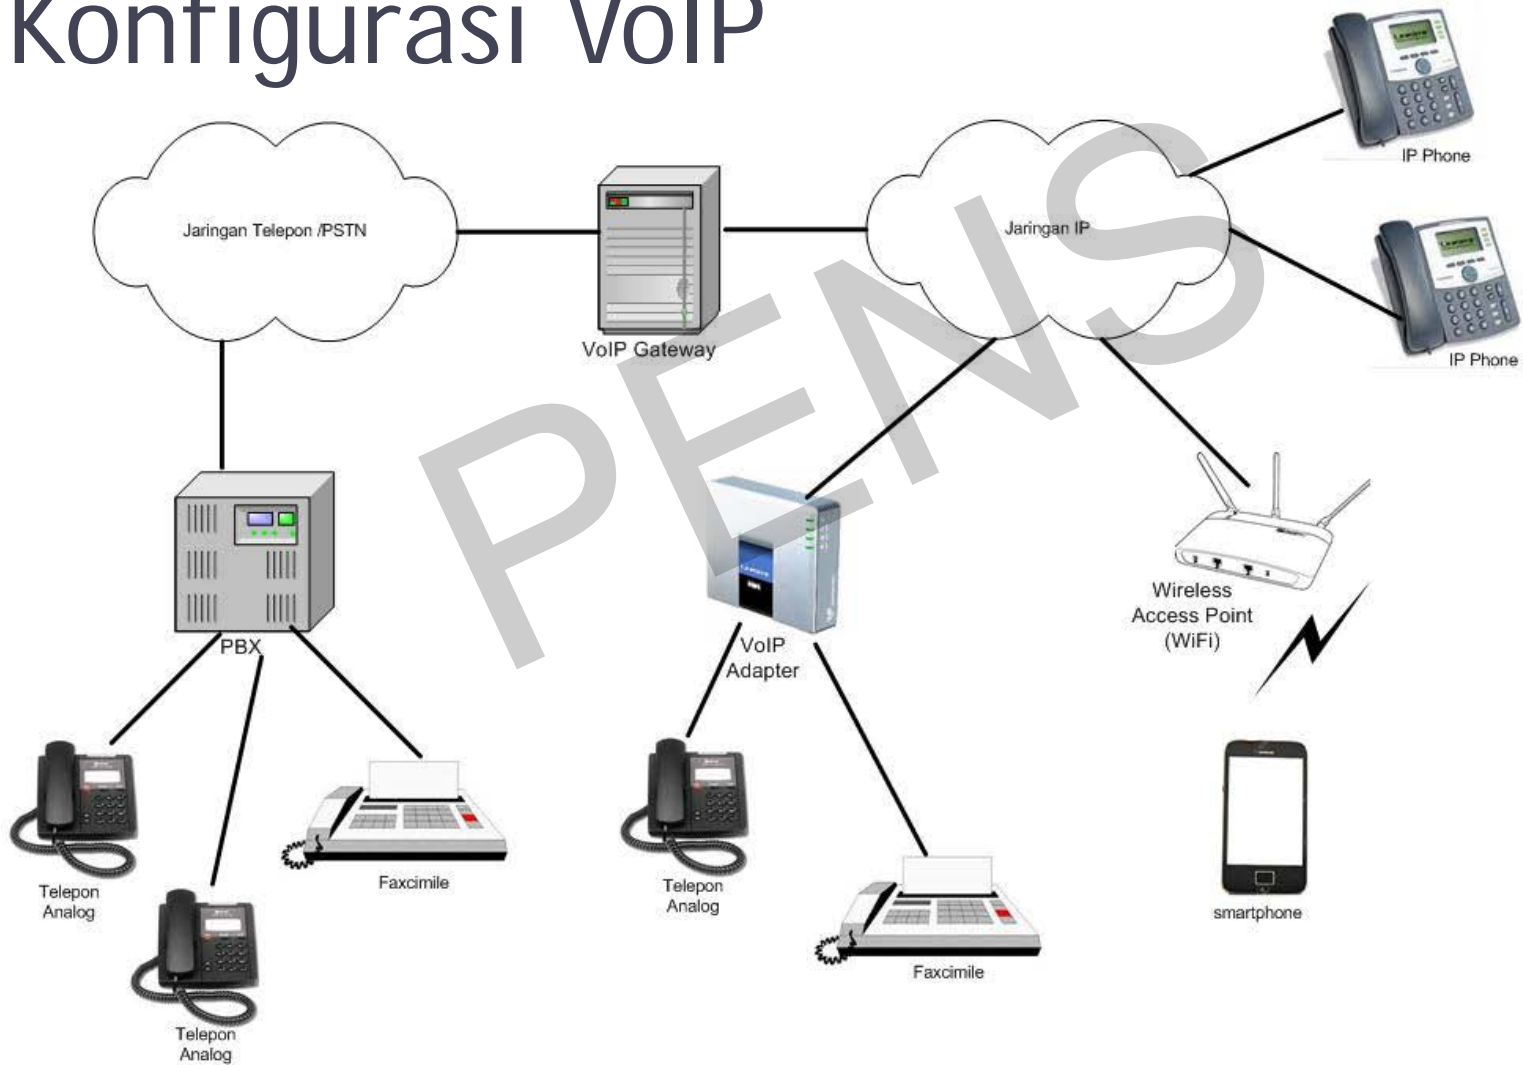 Konfigurasi VoIP
IP Phone
Jaringan Telepon /PSTN
Jaringan IP
VoIP Gateway
IP Phone
PENS
PBX
VoIP
Adapter
Wireless
Access Point
(WiFi)
Telepon
Analog
Faxcimile
Telepon
Analog
smartphone
Faxcimile
Telepon
Analog